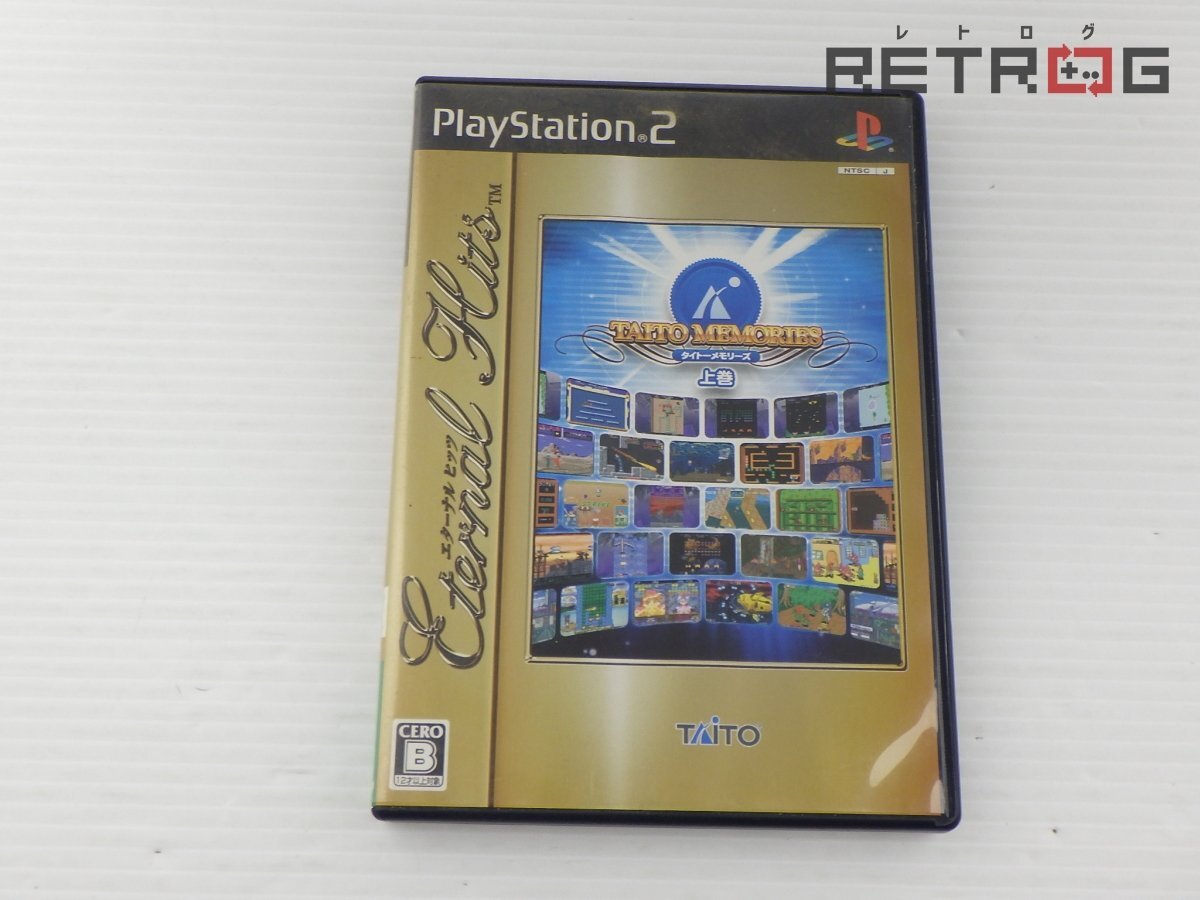 レトログ
RETROG
PlayStation®2
NTSC J
Eternal Hits™
エターナル ヒッツ
TAITO MEMORIES
タイトーメモリーズ
上巻
TAITO
CERO
B
12才以上対象